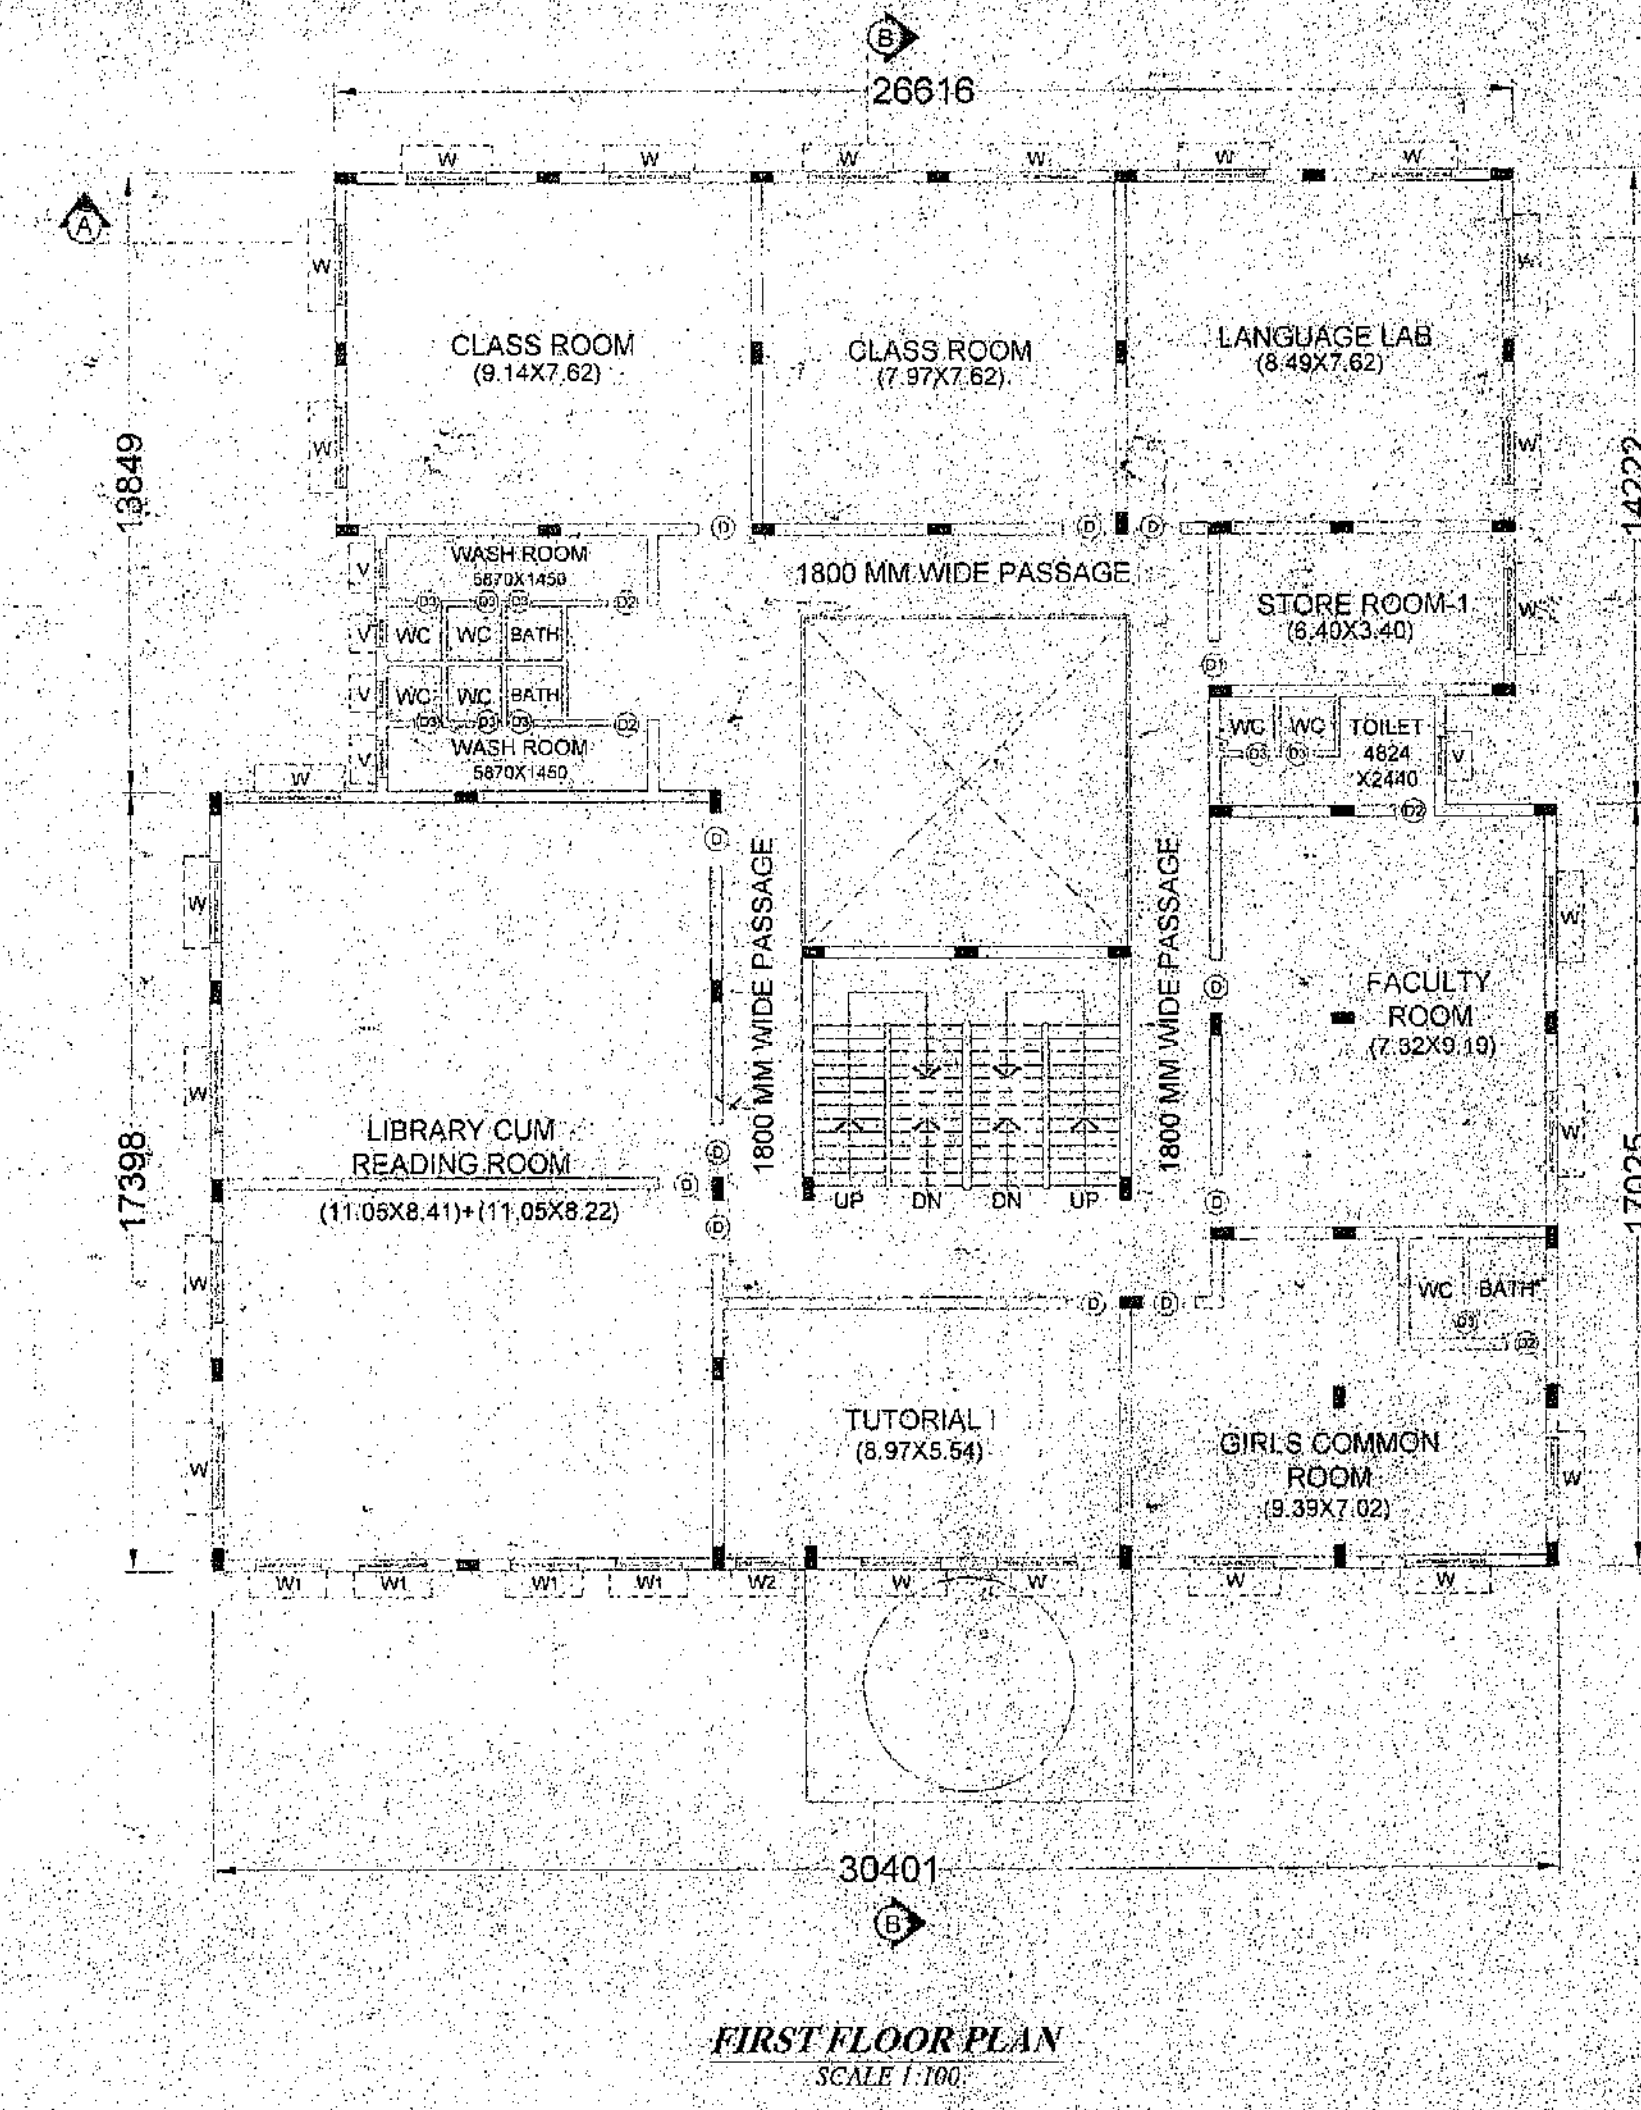 B
26616
W W W W W W
A
W
W
CLASS ROOM
(9.14X7.62)
CLASS ROOM
(7.97X7.62)
LANGUAGE LAB
(8.49X7.62)
13849
14222
W
W
W
D D D
WASH ROOM
5870X1450
V
1800 MM WIDE PASSAGE
D3 D3 D3 D2
STORE ROOM-1
(6.40X3.40)
W
V WC WC BATH
D1
V WC WC BATH
D3 D3 D3 D2
WC WC TOILET
4824
X2440
D3 D3
V
WASH ROOM
5870X1450
V
W
D2
D
1800 MM WIDE PASSAGE
1800 MM WIDE PASSAGE
W
W
FACULTY
ROOM
(7.32X9.19)
D
W
W
LIBRARY CUM
READING ROOM
(11.05X8.41)+(11.05X8.22)
D
D
D
17398
17025
UP DN DN UP
D
W
WC BATH
D3
D2
D D
TUTORIAL I
(8.97X5.54)
GIRLS COMMON
ROOM
(9.39X7.02)
W
W
W1 W1 W1 W1 W2 W W W W
30401
B
FIRST FLOOR PLAN
SCALE 1:100